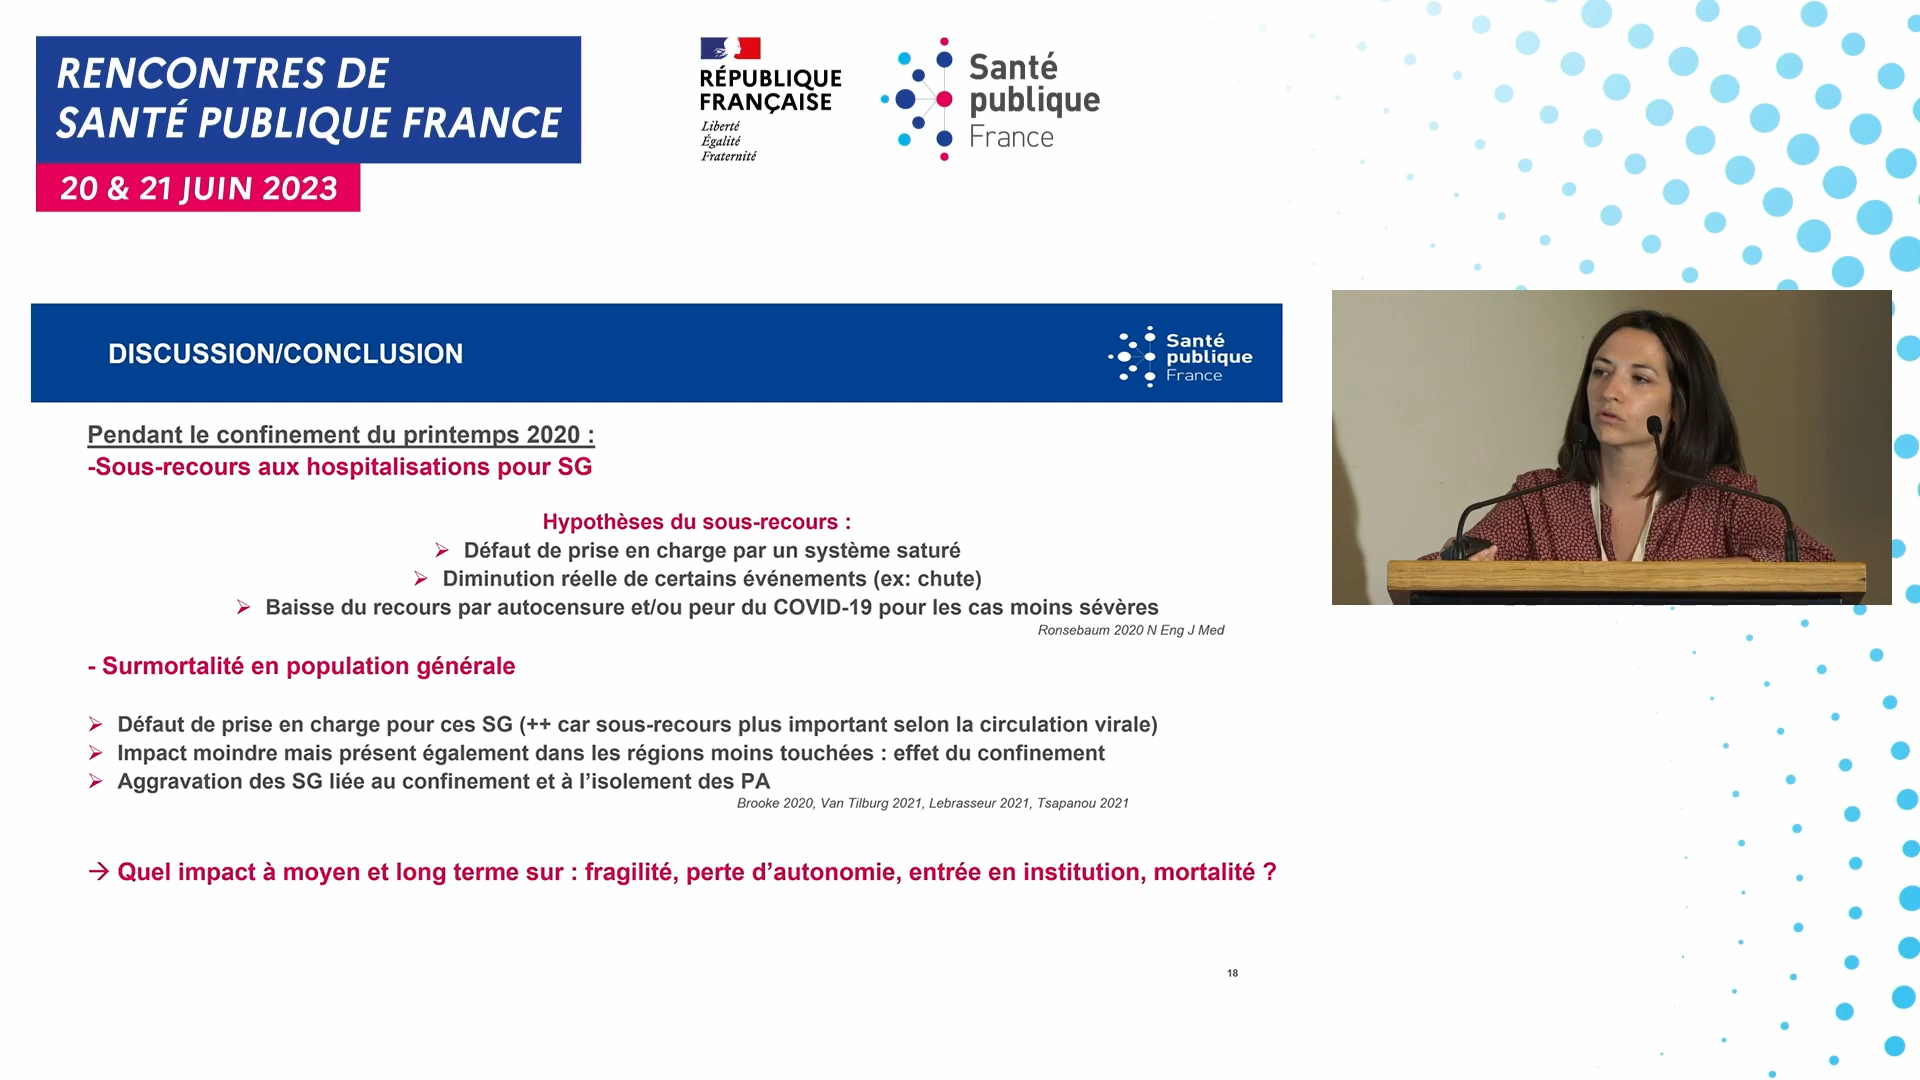 RENCONTRES DE
SANTÉ PUBLIQUE FRANCE
20 & 21 JUIN 2023
RÉPUBLIQUE
FRANÇAISE
Liberté
Égalité
Fraternité
Santé
publique
France
DISCUSSION/CONCLUSION
Santé
publique
France
Pendant le confinement du printemps 2020 :
-Sous-recours aux hospitalisations pour SG
Hypothèses du sous-recours :
➢ Défaut de prise en charge par un système saturé
➢ Diminution réelle de certains événements (ex: chute)
➢ Baisse du recours par autocensure et/ou peur du COVID-19 pour les cas moins sévères
Ronsebaum 2020 N Eng J Med
- Surmortalité en population générale
➢ Défaut de prise en charge pour ces SG (++ car sous-recours plus important selon la circulation virale)
➢ Impact moindre mais présent également dans les régions moins touchées : effet du confinement
➢ Aggravation des SG liée au confinement et à l’isolement des PA
Brooke 2020, Van Tilburg 2021, Lebrasseur 2021, Tsapanou 2021
→ Quel impact à moyen et long terme sur : fragilité, perte d’autonomie, entrée en institution, mortalité ?
18